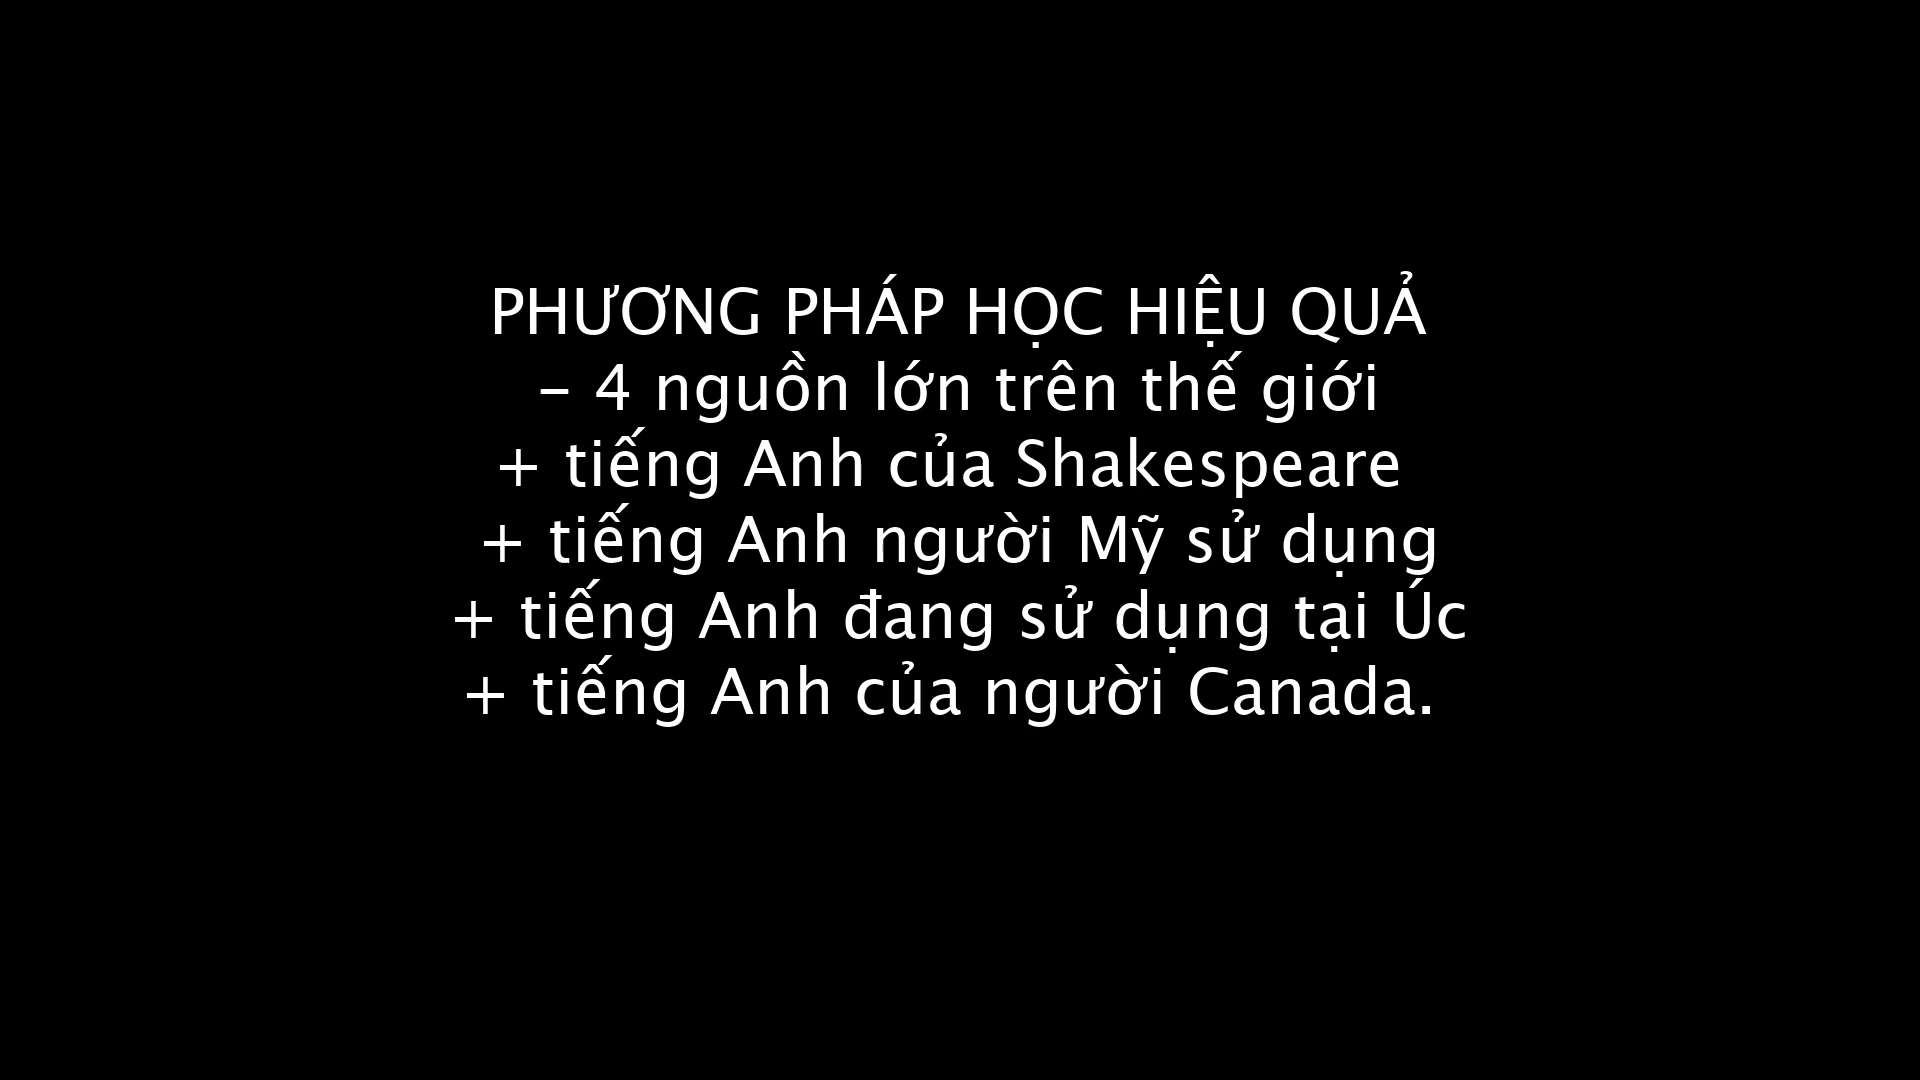 PHƯƠNG PHÁP HỌC HIỆU QUẢ
– 4 nguồn lớn trên thế giới
+ tiếng Anh của Shakespeare
+ tiếng Anh người Mỹ sử dụng
+ tiếng Anh đang sử dụng tại Úc
+ tiếng Anh của người Canada.